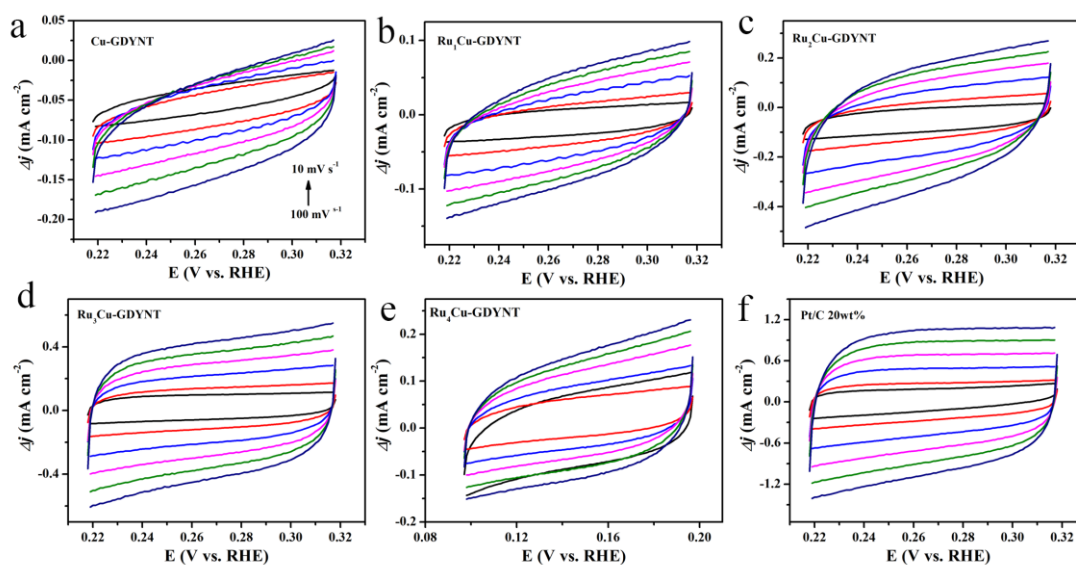 a
Cu-GDYNT
0.05
0.00
-0.05
-0.10
-0.15
-0.20
Δj (mA cm⁻²)
10 mV s⁻¹
100 mV s⁻¹
0.22 0.24 0.26 0.28 0.30 0.32
E (V vs. RHE)
b
Ru₁Cu-GDYNT
0.1
0.0
-0.1
Δj (mA cm⁻²)
0.22 0.24 0.26 0.28 0.30 0.32
E (V vs. RHE)
c
Ru₂Cu-GDYNT
0.2
0.0
-0.2
-0.4
Δj (mA cm⁻²)
0.22 0.24 0.26 0.28 0.30 0.32
E (V vs. RHE)
d
Ru₃Cu-GDYNT
0.4
0.0
-0.4
Δj (mA cm⁻²)
0.22 0.24 0.26 0.28 0.30 0.32
E (V vs. RHE)
e
Ru₄Cu-GDYNT
0.2
0.1
0.0
-0.1
-0.2
Δj (mA cm⁻²)
0.08 0.12 0.16 0.20
E (V vs. RHE)
f
Pt/C 20wt%
1.2
0.6
0.0
-0.6
-1.2
Δj (mA cm⁻²)
0.22 0.24 0.26 0.28 0.30 0.32
E (V vs. RHE)